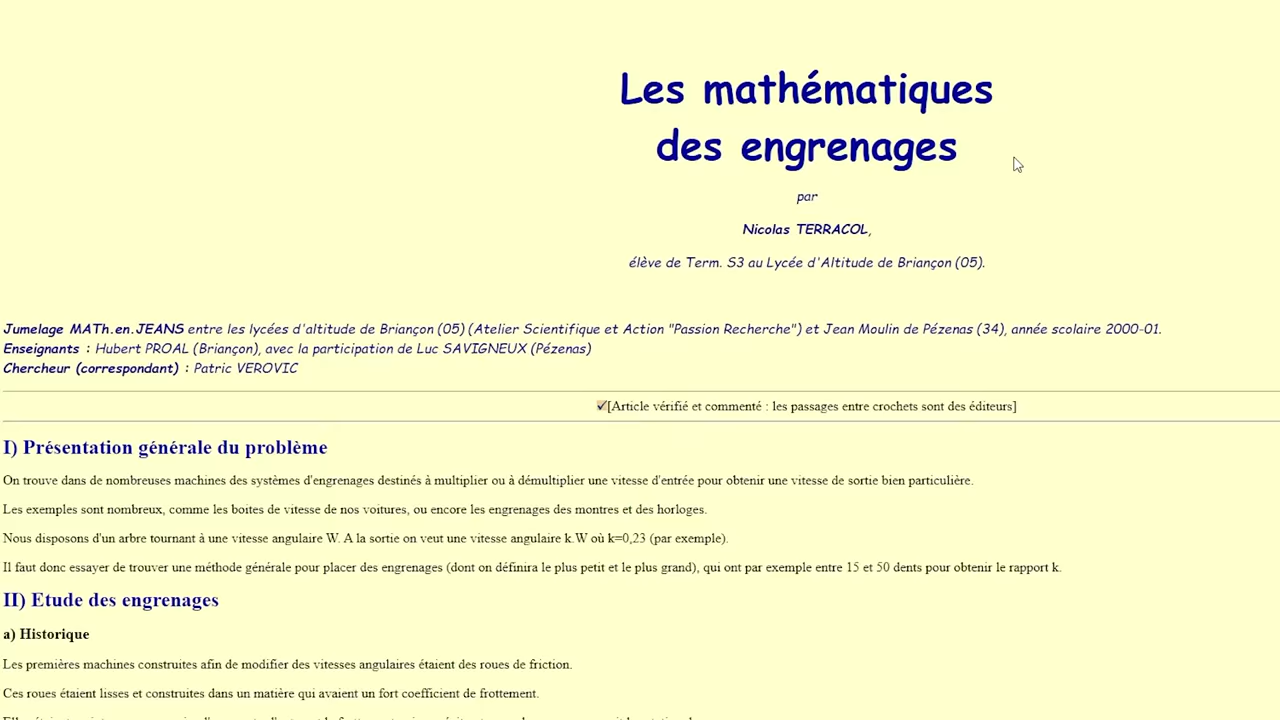 Les mathématiques
des engrenages
par
Nicolas TERRACOL,
élève de Term. S3 au Lycée d'Altitude de Briançon (05).
Jumelage MATh.en.JEANS entre les lycées d'altitude de Briançon (05) (Atelier Scientifique et Action "Passion Recherche") et Jean Moulin de Pézenas (34), année scolaire 2000-01.
Enseignants : Hubert PROAL (Briançon), avec la participation de Luc SAVIGNEUX (Pézenas)
Chercheur (correspondant) : Patric VEROVIC
[Article vérifié et commenté : les passages entre crochets sont des éditeurs]
I) Présentation générale du problème
On trouve dans de nombreuses machines des systèmes d'engrenages destinés à multiplier ou à démultiplier une vitesse d'entrée pour obtenir une vitesse de sortie bien particulière.
Les exemples sont nombreux, comme les boites de vitesse de nos voitures, ou encore les engrenages des montres et des horloges.
Nous disposons d'un arbre tournant à une vitesse angulaire W. A la sortie on veut une vitesse angulaire k.W où k=0,23 (par exemple).
Il faut donc essayer de trouver une méthode générale pour placer des engrenages (dont on définira le plus petit et le plus grand), qui ont par exemple entre 15 et 50 dents pour obtenir le rapport k.
II) Etude des engrenages
a) Historique
Les premières machines construites afin de modifier des vitesses angulaires étaient des roues de friction.
Ces roues étaient lisses et construites dans un matière qui avaient un fort coefficient de frottement.